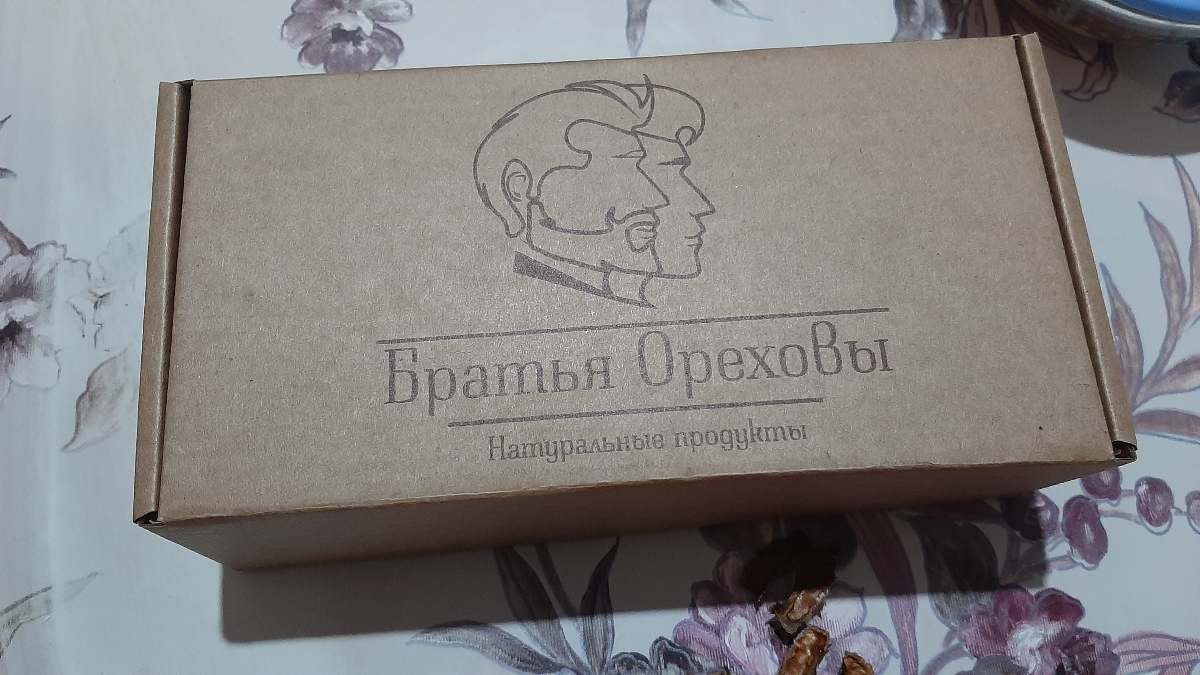 Братья Ореховы
Натуральные продукты